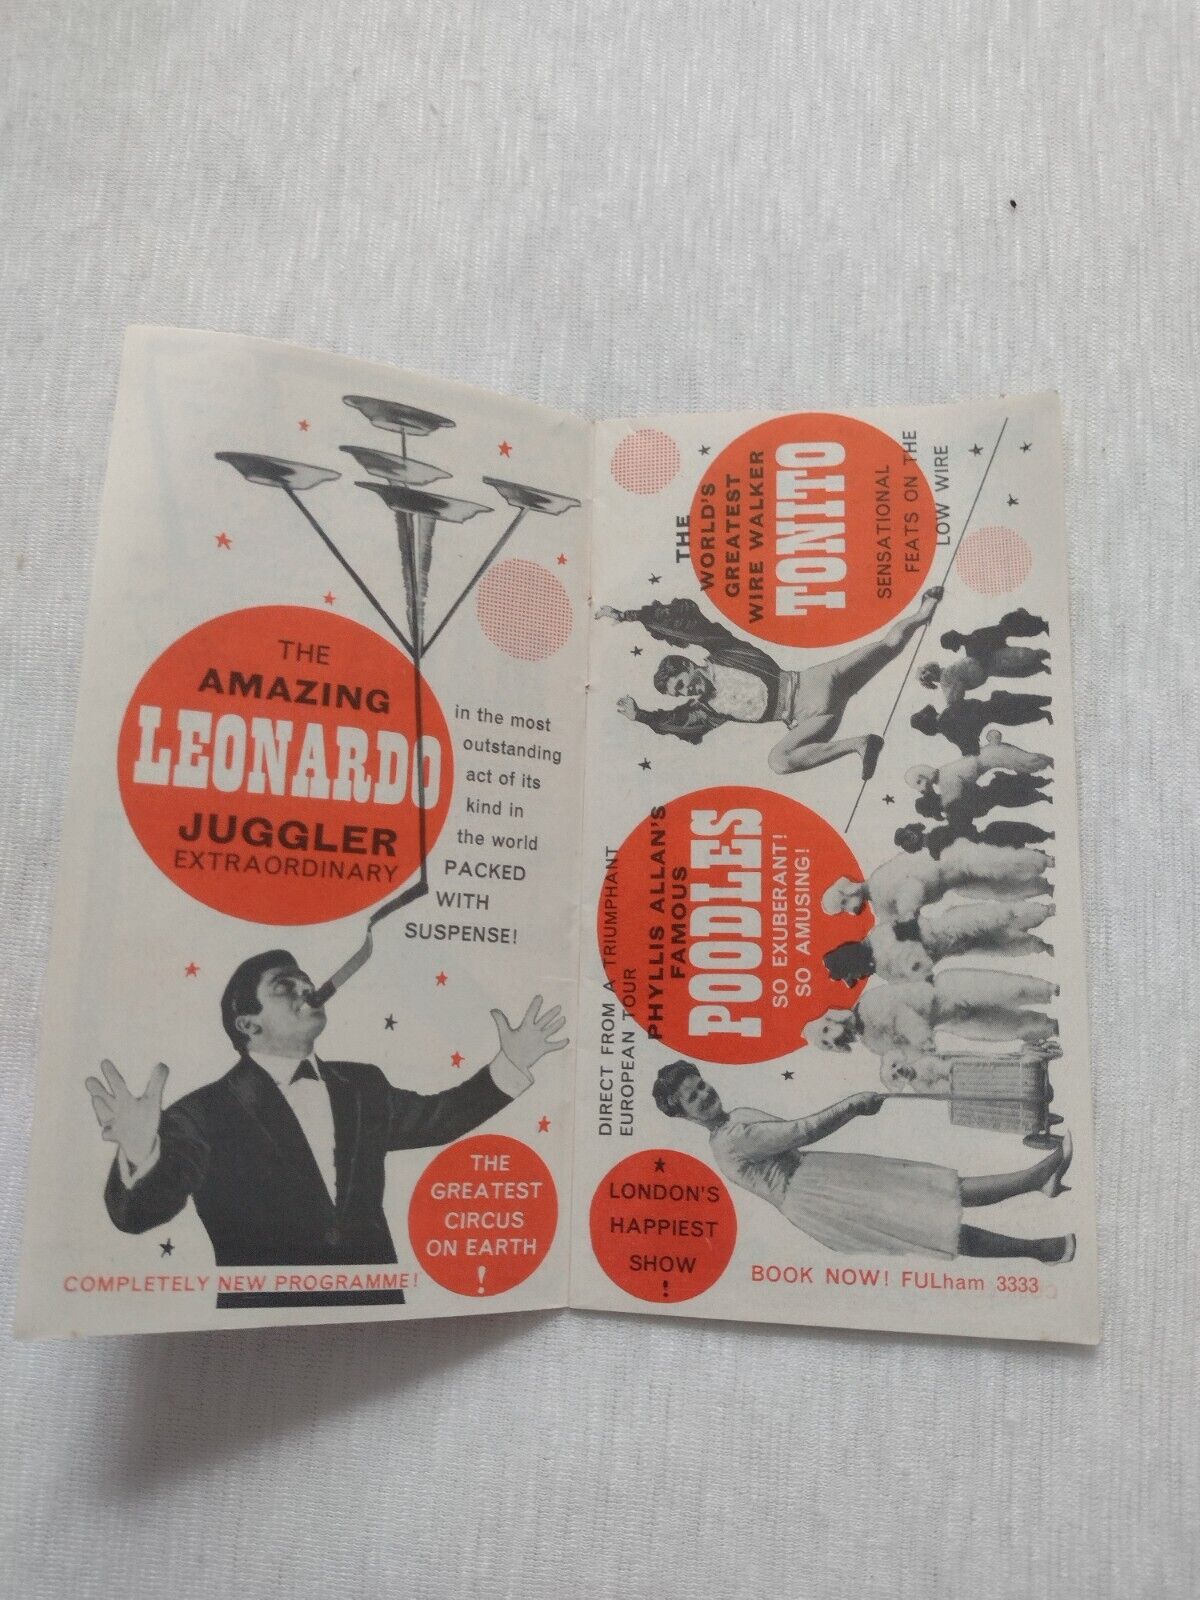 THE
AMAZING
LEONARDO
JUGGLER
EXTRAORDINARY
in the most
outstanding
act of its
kind in
the world
PACKED
WITH
SUSPENSE!
THE
GREATEST
CIRCUS
ON EARTH
!
COMPLETELY NEW PROGRAMME!
THE
WORLD'S
GREATEST
WIRE WALKER
TONITO
SENSATIONAL
FEATS ON THE
LOW WIRE
DIRECT FROM A TRIUMPHANT
EUROPEAN TOUR
PHYLLIS ALLAN'S
FAMOUS
POODLES
SO EXUBERANT!
SO AMUSING!
LONDON'S
HAPPIEST
SHOW
!
BOOK NOW! FULham 3333